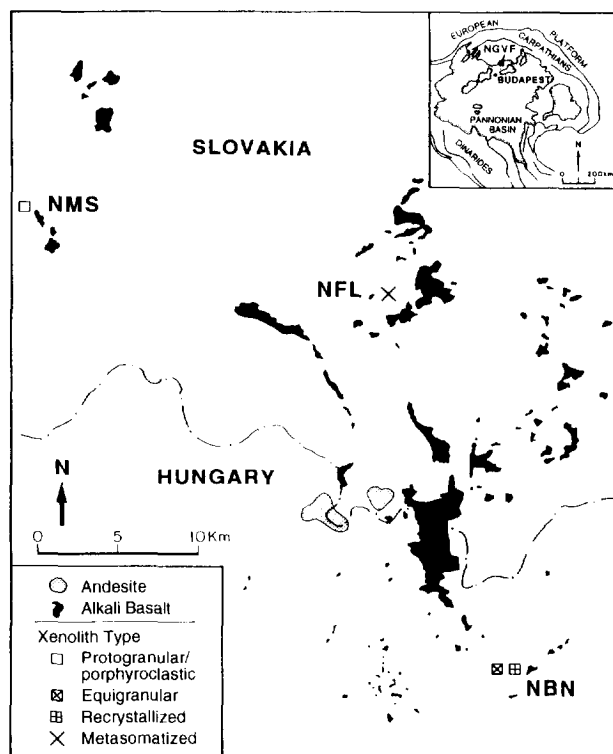 EUROPEAN
PLATFORM
CARPATHIANS
NGVF
BUDAPEST
PANNONIAN
BASIN
DINARIDES
N
0 200km
SLOVAKIA
NMS
NFL
N
HUNGARY
0 5 10Km
Andesite
Alkali Basalt
Xenolith Type
Protogranular/
porphyroclastic
Equigranular
Recrystallized
Metasomatized
NBN